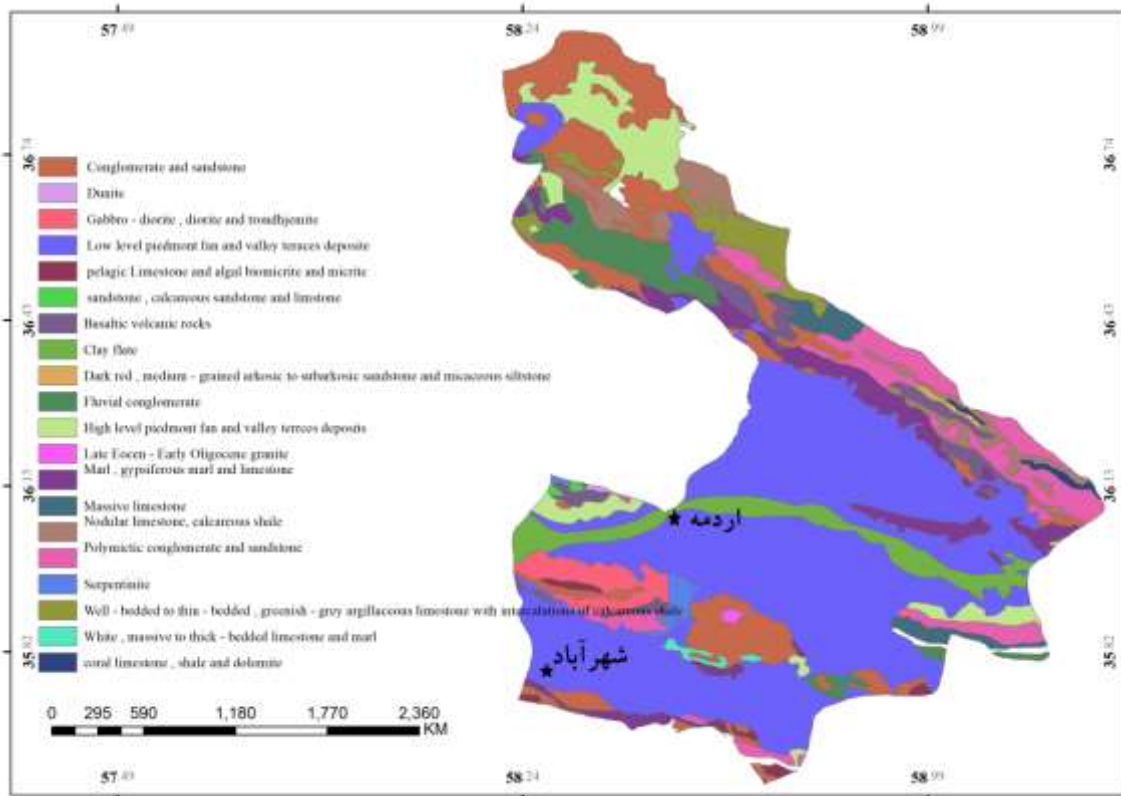 57.49 58.24 58.99
36.74
36.43
36.13
35.82
36.74
36.43
36.13
35.82
Conglomerate and sandstone
Dunite
Gabbro - diorite , diorite and trondhjemite
Low level piedmont fan and valley teraces deposite
pelagic Limestone and algal biomicrite and micrite
sandstone , calcareous sandstone and limstone
Basaltic volcanic rocks
Clay flate
Dark red , medium - grained arkosic to subarkosic sandstone and micaceous siltstone
Fluvial conglomerate
High level piedmont fan and valley terrces deposits
Late Eocen - Early Oligocene granite
Marl , gypsiferous marl and limestone
Massive limestone
Nodular limestone, calcareous shale
Polymictic conglomerate and sandstone
Serpentinite
Well - bedded to thin - bedded , greenish - grey argillaceous limestone with intercalations of calcareous shale
White , massive to thick - bedded limestone and marl
coral limestone , shale and dolomite
اردمه
شهرآباد
0 295 590 1,180 1,770 2,360
KM
57.49 58.24 58.99